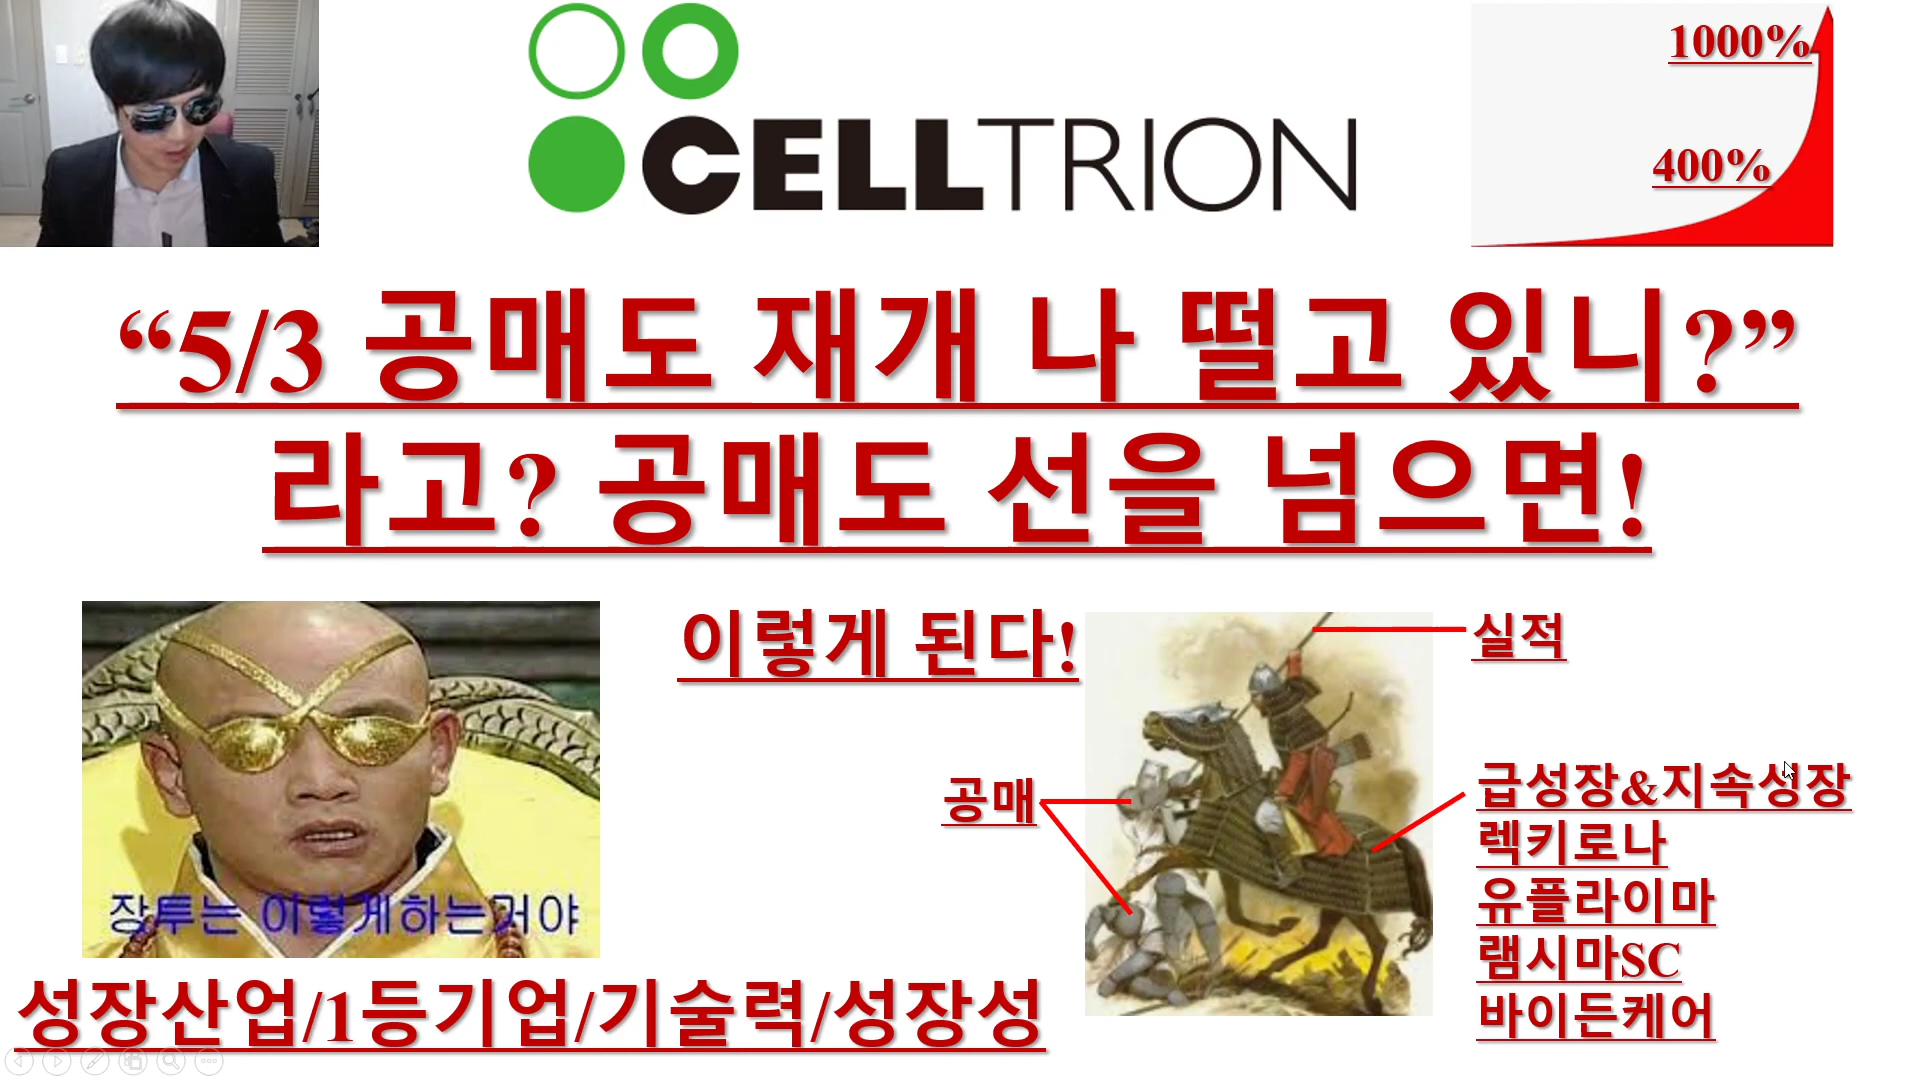 CELLTRION
1000%
400%
“5/3 공매도 재개 나 떨고 있니?”
라고? 공매도 선을 넘으면!
이렇게 된다!
실적
공매
급성장&지속성장
렉키로나
유플라이마
램시마SC
바이든케어
장투는 이렇게하는거야
성장산업/1등기업/기술력/성장성